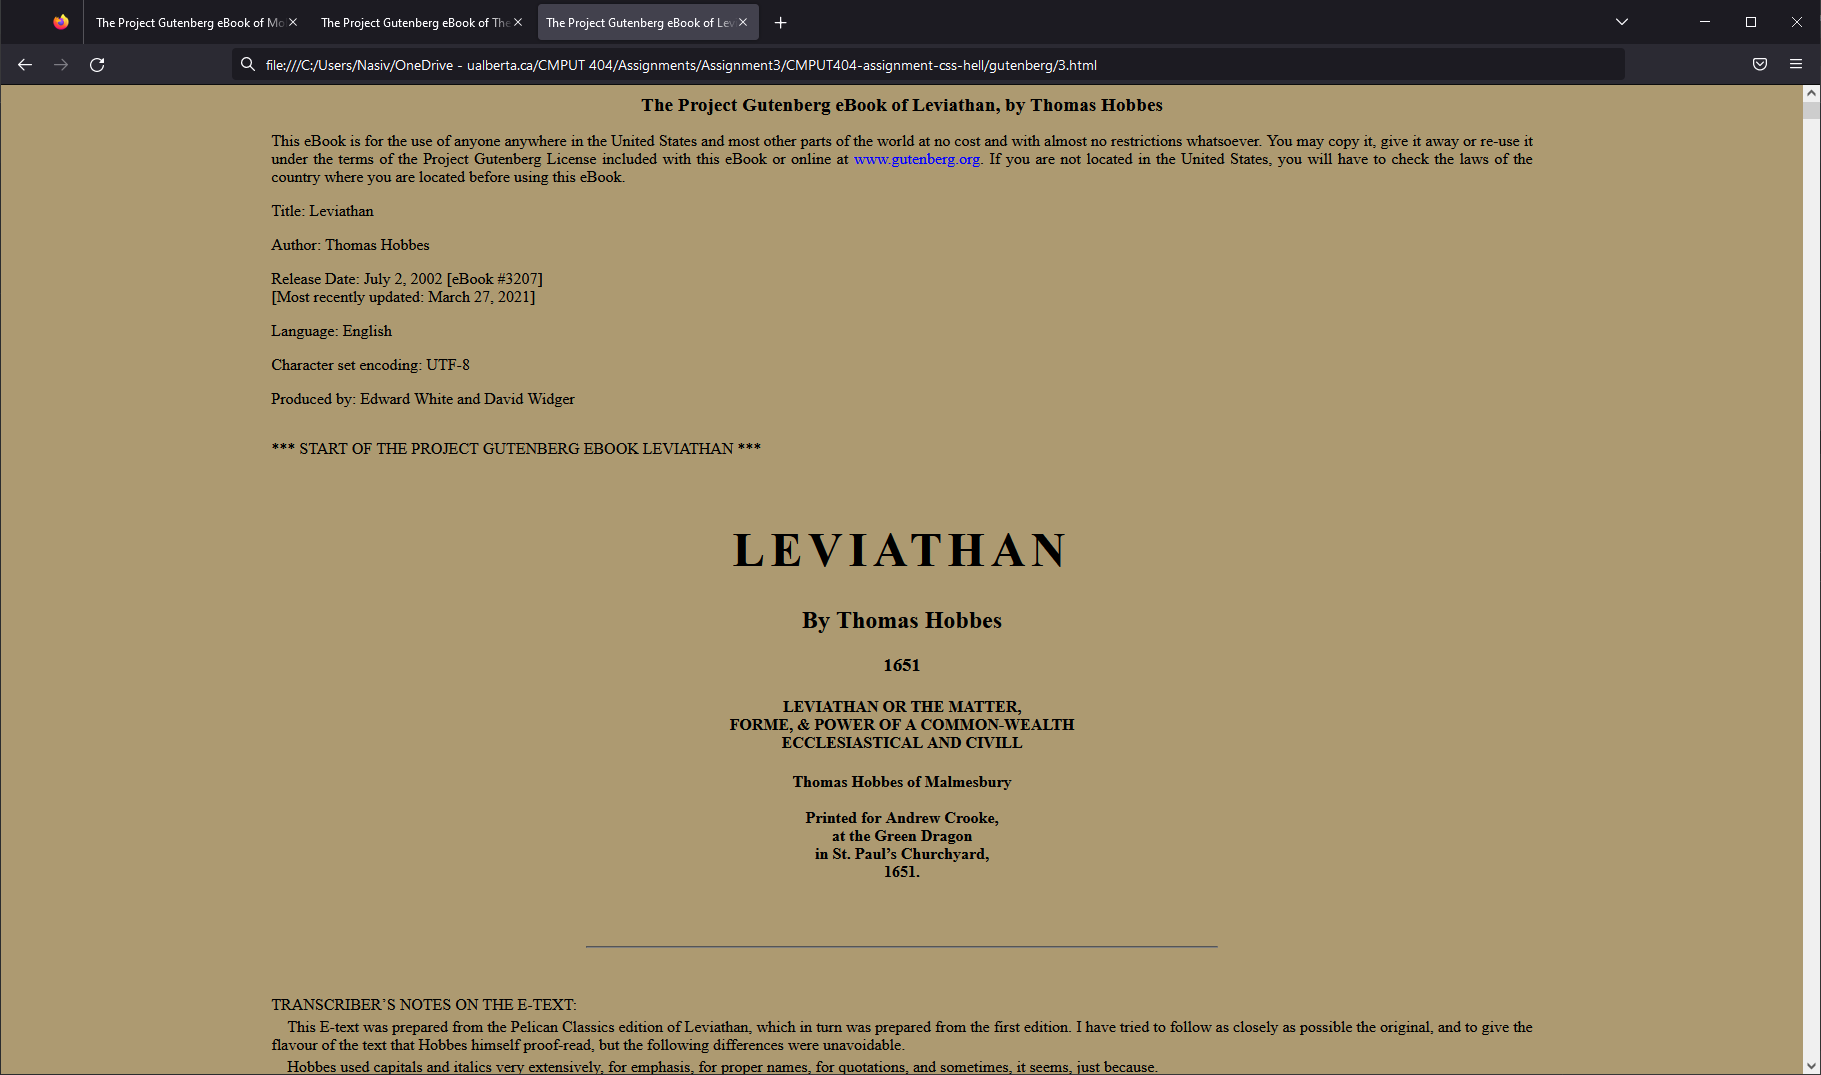 The Project Gutenberg eBook of Mo
The Project Gutenberg eBook of The
The Project Gutenberg eBook of Lev
file:///C:/Users/Nasiv/OneDrive - ualberta.ca/CMPUT 404/Assignments/Assignment3/CMPUT404-assignment-css-hell/gutenberg/3.html
The Project Gutenberg eBook of Leviathan, by Thomas Hobbes
This eBook is for the use of anyone anywhere in the United States and most other parts of the world at no cost and with almost no restrictions whatsoever. You may copy it, give it away or re-use it
under the terms of the Project Gutenberg License included with this eBook or online at www.gutenberg.org. If you are not located in the United States, you will have to check the laws of the
country where you are located before using this eBook.
Title: Leviathan
Author: Thomas Hobbes
Release Date: July 2, 2002 [eBook #3207]
[Most recently updated: March 27, 2021]
Language: English
Character set encoding: UTF-8
Produced by: Edward White and David Widger
*** START OF THE PROJECT GUTENBERG EBOOK LEVIATHAN ***
LEVIATHAN
By Thomas Hobbes
1651
LEVIATHAN OR THE MATTER,
FORME, & POWER OF A COMMON-WEALTH
ECCLESIASTICAL AND CIVILL
Thomas Hobbes of Malmesbury
Printed for Andrew Crooke,
at the Green Dragon
in St. Paul’s Churchyard,
1651.
TRANSCRIBER’S NOTES ON THE E-TEXT:
This E-text was prepared from the Pelican Classics edition of Leviathan, which in turn was prepared from the first edition. I have tried to follow as closely as possible the original, and to give the
flavour of the text that Hobbes himself proof-read, but the following differences were unavoidable.
Hobbes used capitals and italics very extensively, for emphasis, for proper names, for quotations, and sometimes, it seems, just because.